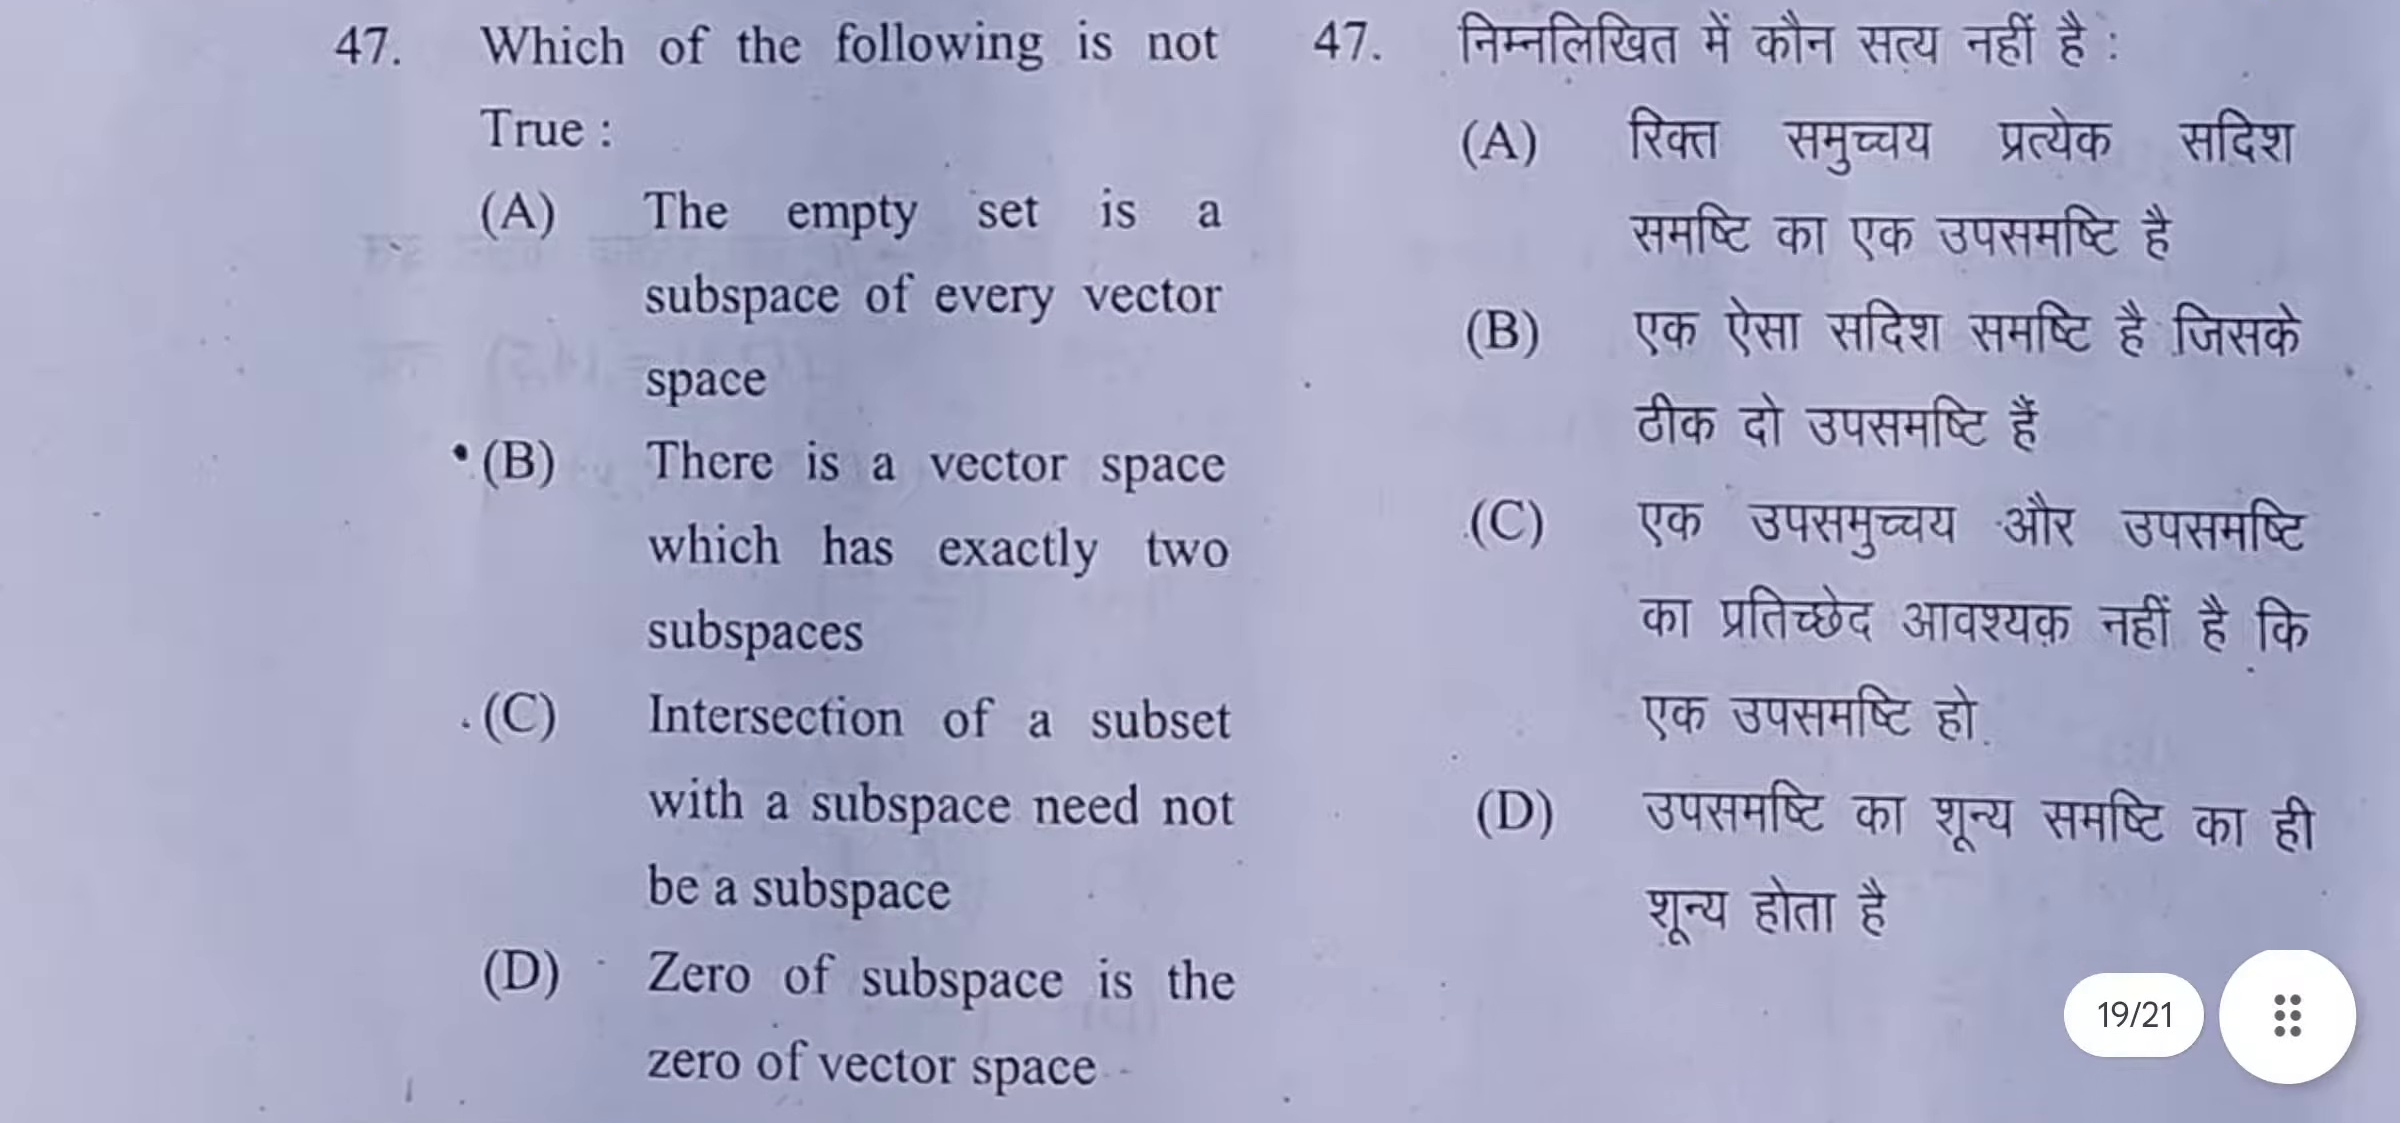 47. Which of the following is not
True :
(A) The empty set is a
subspace of every vector
space
(B) There is a vector space
which has exactly two
subspaces
(C) Intersection of a subset
with a subspace need not
be a subspace
(D) Zero of subspace is the
zero of vector space
47. निम्नलिखित में कौन सत्य नहीं है :
(A) रिक्त समुच्चय प्रत्येक सदिश
समष्टि का एक उपसमष्टि है
(B) एक ऐसा सदिश समष्टि है जिसके
ठीक दो उपसमष्टि हैं
(C) एक उपसमुच्चय और उपसमष्टि
का प्रतिच्छेद आवश्यक़ नहीं है कि
एक उपसमष्टि हो
(D) उपसमष्टि का शून्य समष्टि का ही
शून्य होता है
19/21